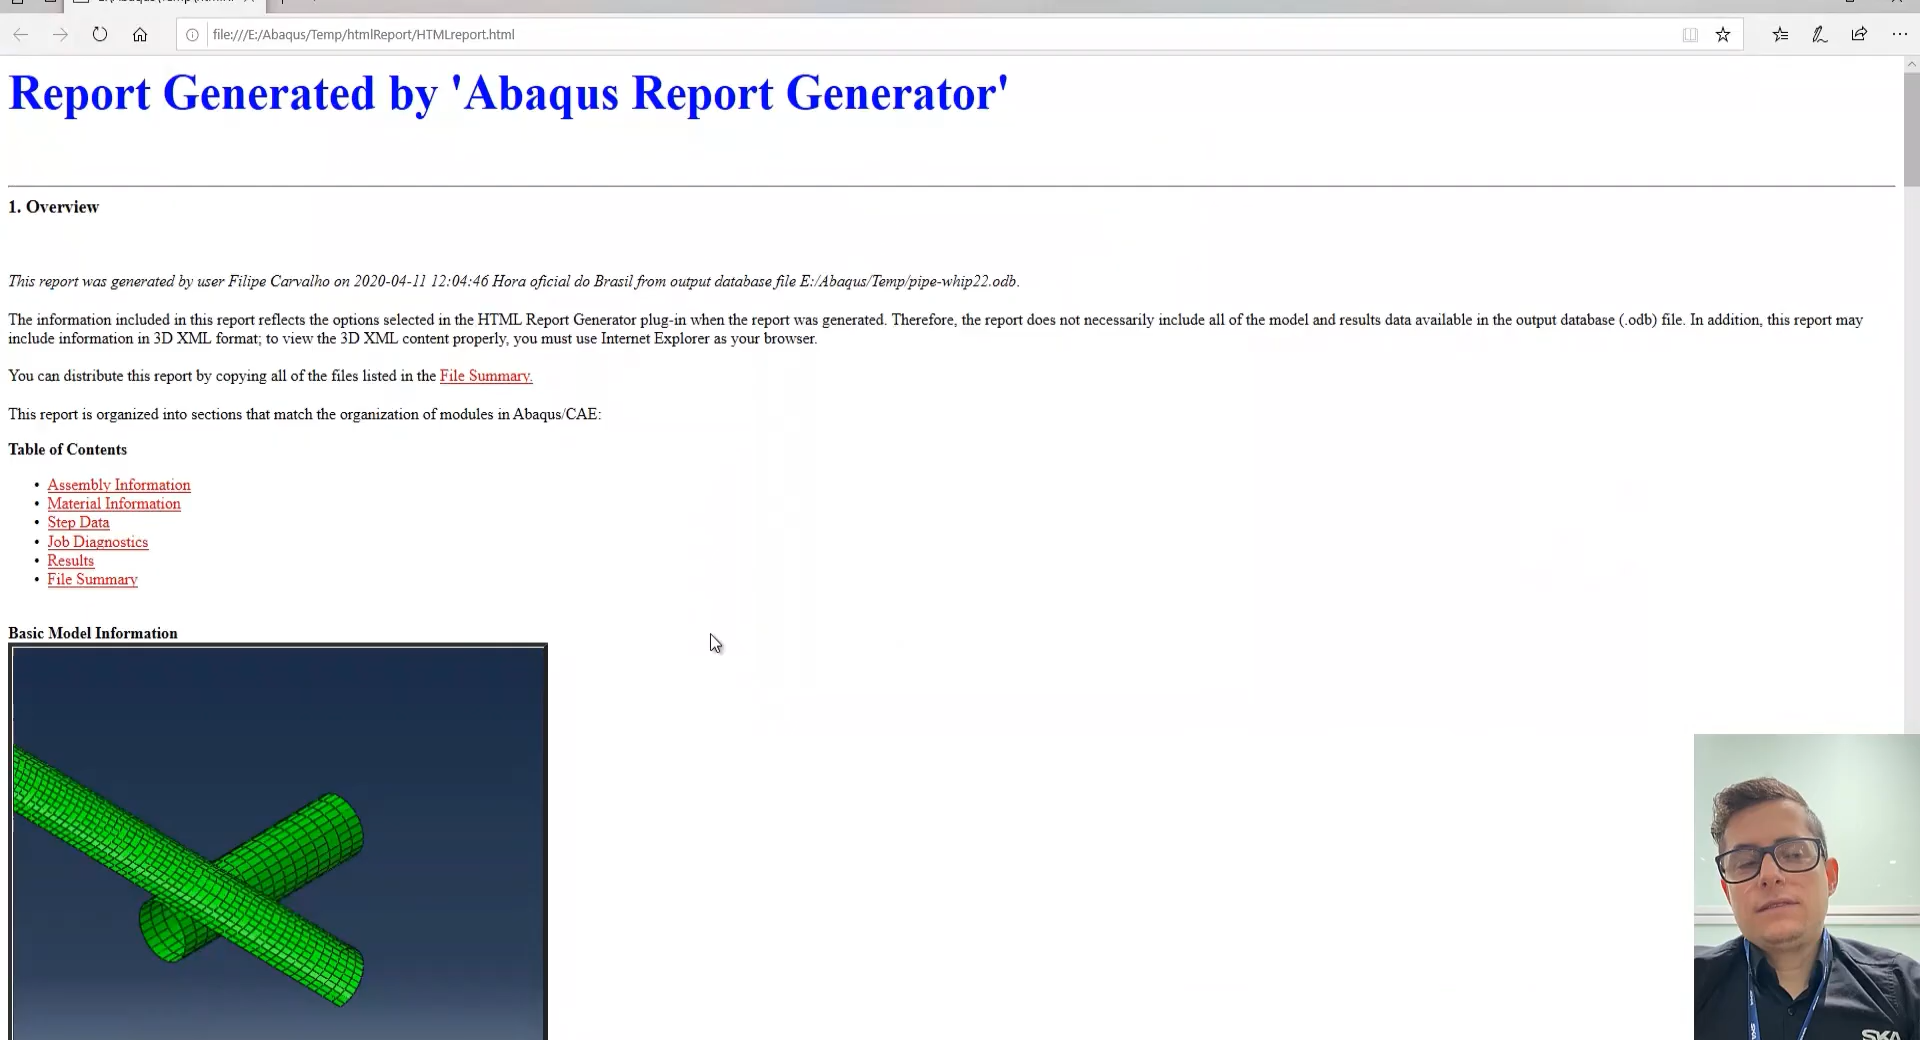 file:///E:/Abaqus/Temp/htmlReport/HTMLreport.html
Report Generated by 'Abaqus Report Generator'
1. Overview
This report was generated by user Filipe Carvalho on 2020-04-11 12:04:46 Hora oficial do Brasil from output database file E:/Abaqus/Temp/pipe-whip22.odb.
The information included in this report reflects the options selected in the HTML Report Generator plug-in when the report was generated. Therefore, the report does not necessarily include all of the model and results data available in the output database (.odb) file. In addition, this report may
include information in 3D XML format; to view the 3D XML content properly, you must use Internet Explorer as your browser.
You can distribute this report by copying all of the files listed in the File Summary.
This report is organized into sections that match the organization of modules in Abaqus/CAE:
Table of Contents
• Assembly Information
• Material Information
• Step Data
• Job Diagnostics
• Results
• File Summary
Basic Model Information
SKA